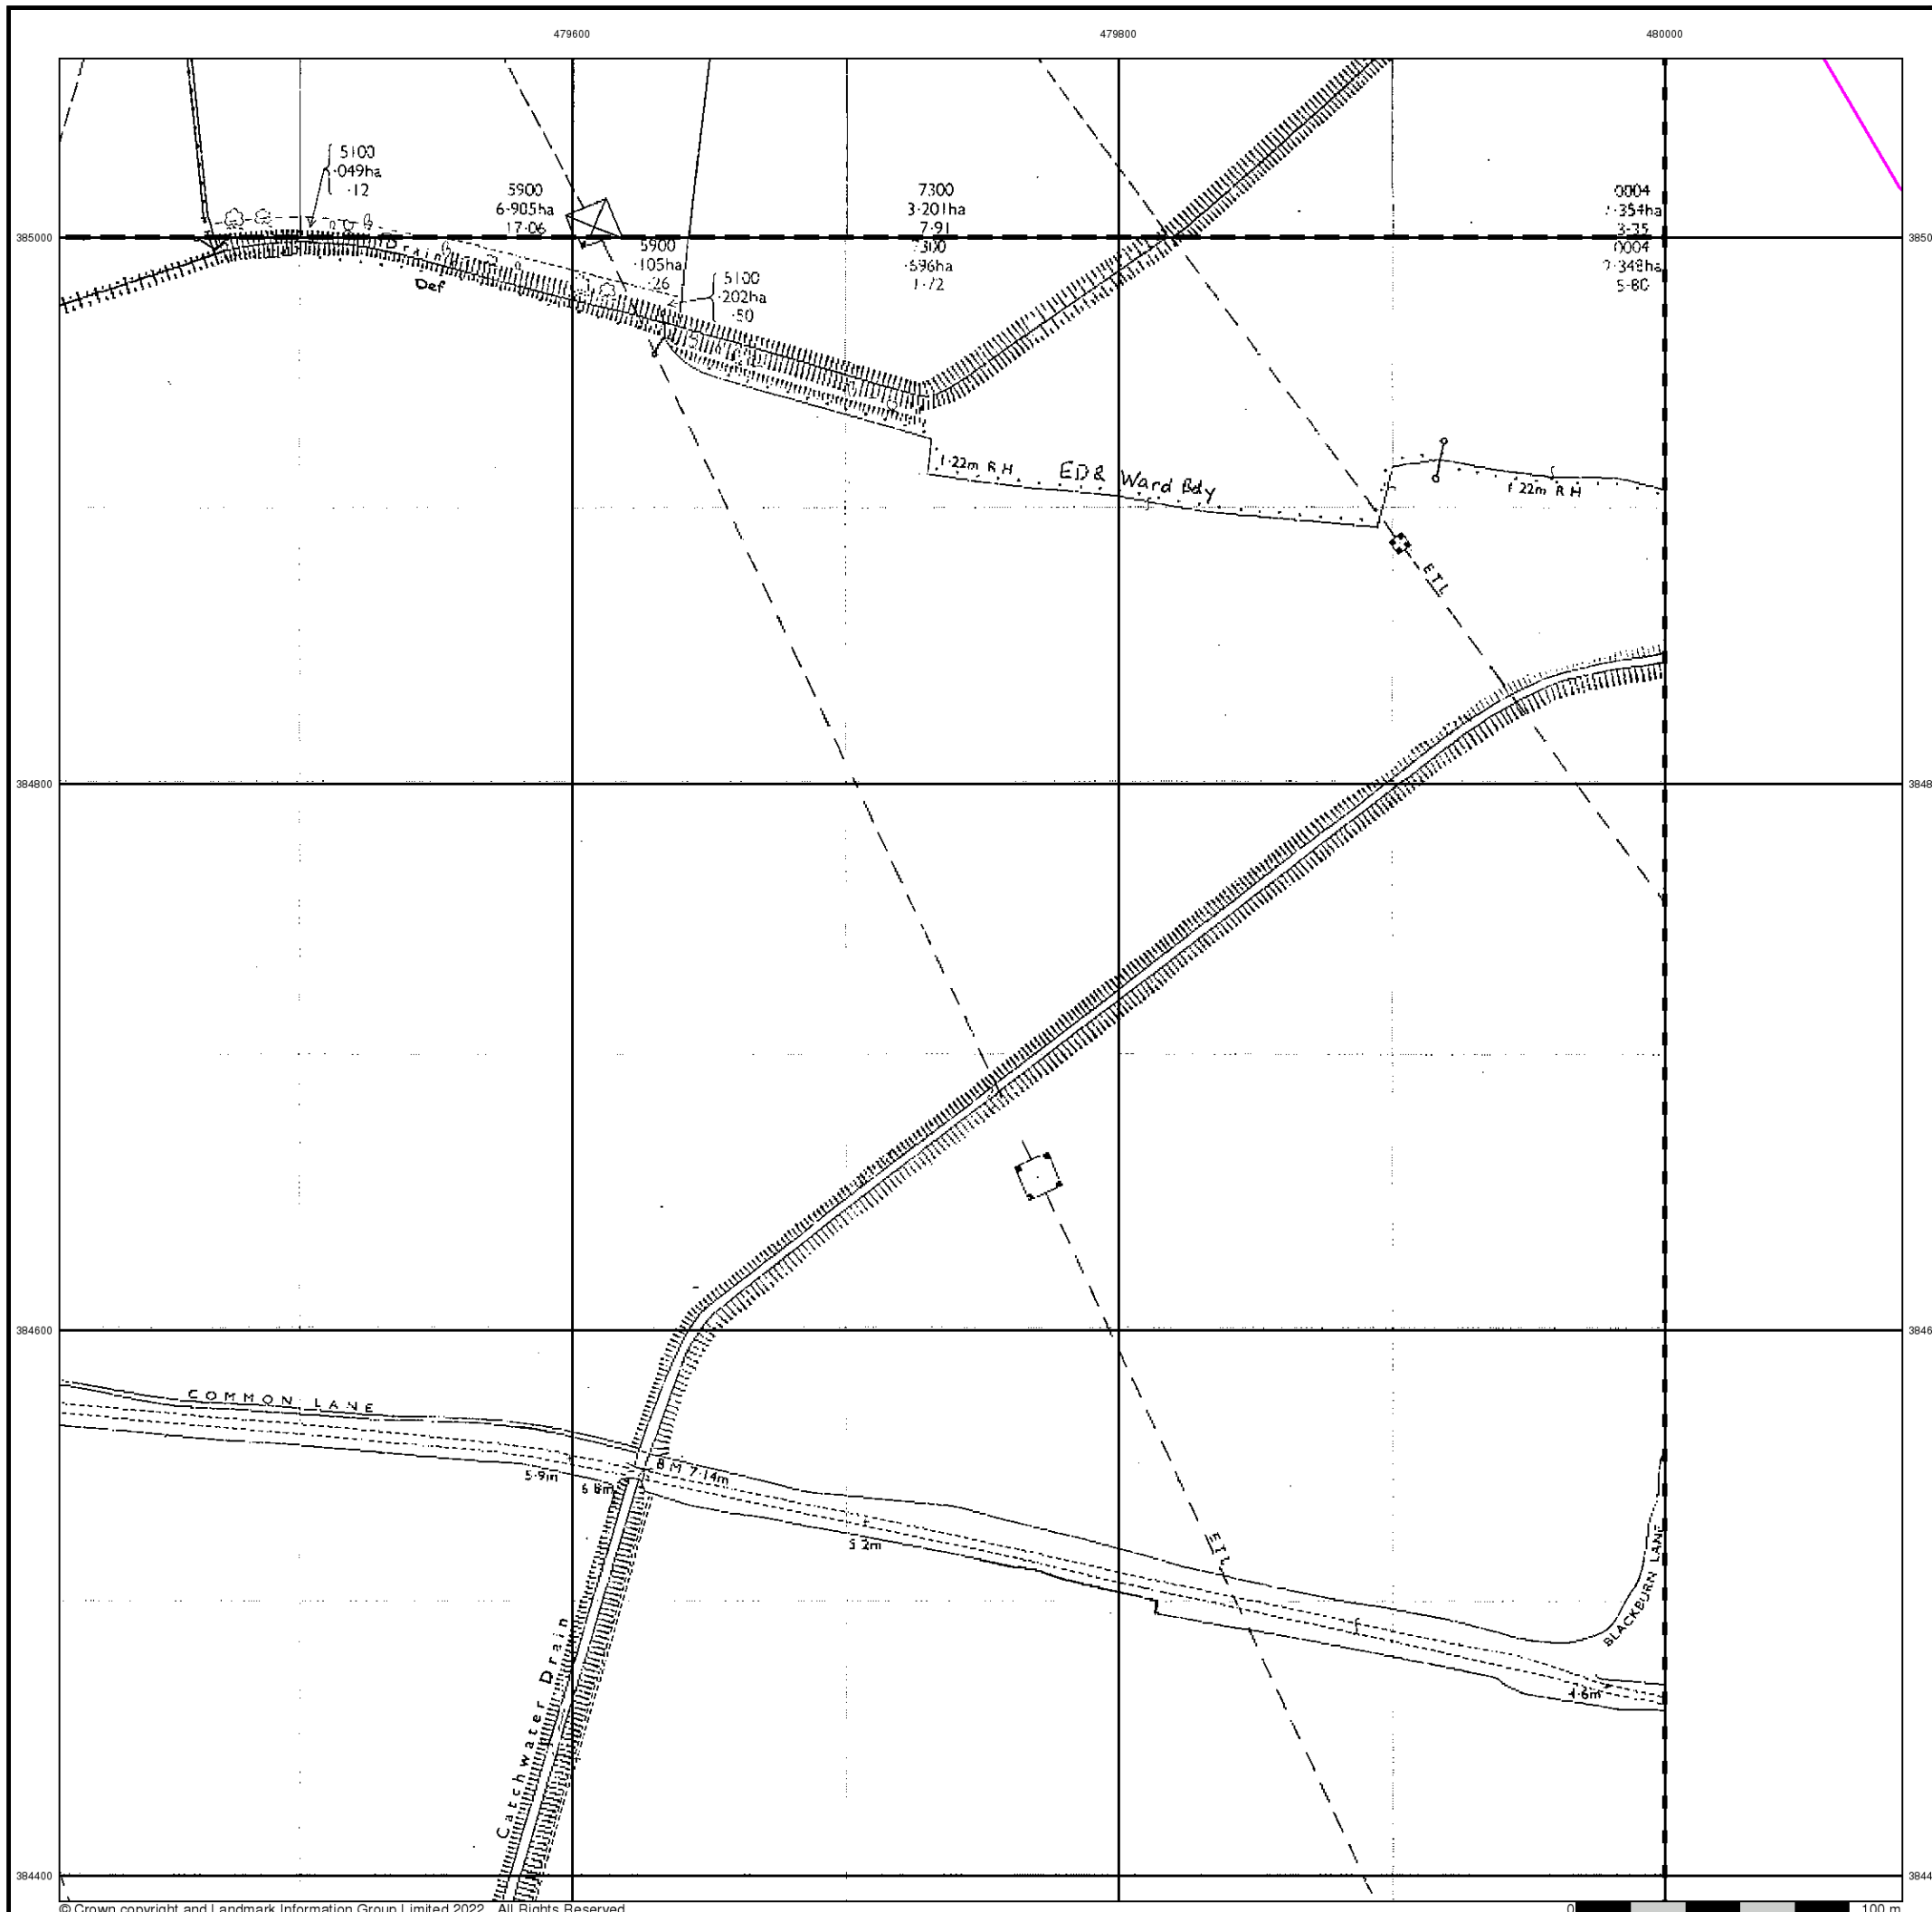 479600
479800
480000
5100
·049ha
·12
5900
6·905ha
17·06
7300
3·201ha
7·91
0004
·354ha
3·35
385000
Drain
Def
5900
·105ha
·26
5100
·202ha
·50
300
·696ha
1·72
0004
·348ha
5·80
1·22m R H
ED & Ward Bdy
1·22m R H
ETL
384800
384600
COMMON LANE
BM 7·14m
5·9m
6·8m
5·2m
ETL
BLACKBURN LANE
4·6m
Catchwater Drain
384400
© Crown copyright and Landmark Information Group Limited 2022. All Rights Reserved.
0
100 m